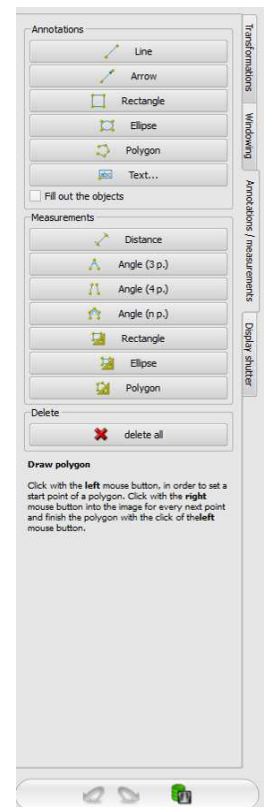 Annotations
Line
Arrow
Rectangle
Ellipse
Polygon
abc
Text...
Fill out the objects
Measurements
Distance
Angle (3 p.)
Angle (4 p.)
Angle (n p.)
Rectangle
Ellipse
Polygon
Delete
delete all
Draw polygon
Click with the left mouse button, in order to set a
start point of a polygon. Click with the right
mouse button into the image for every next point
and finish the polygon with the click of theleft
mouse button.
Transformations
Windowing
Annotations / measurements
Display shutter